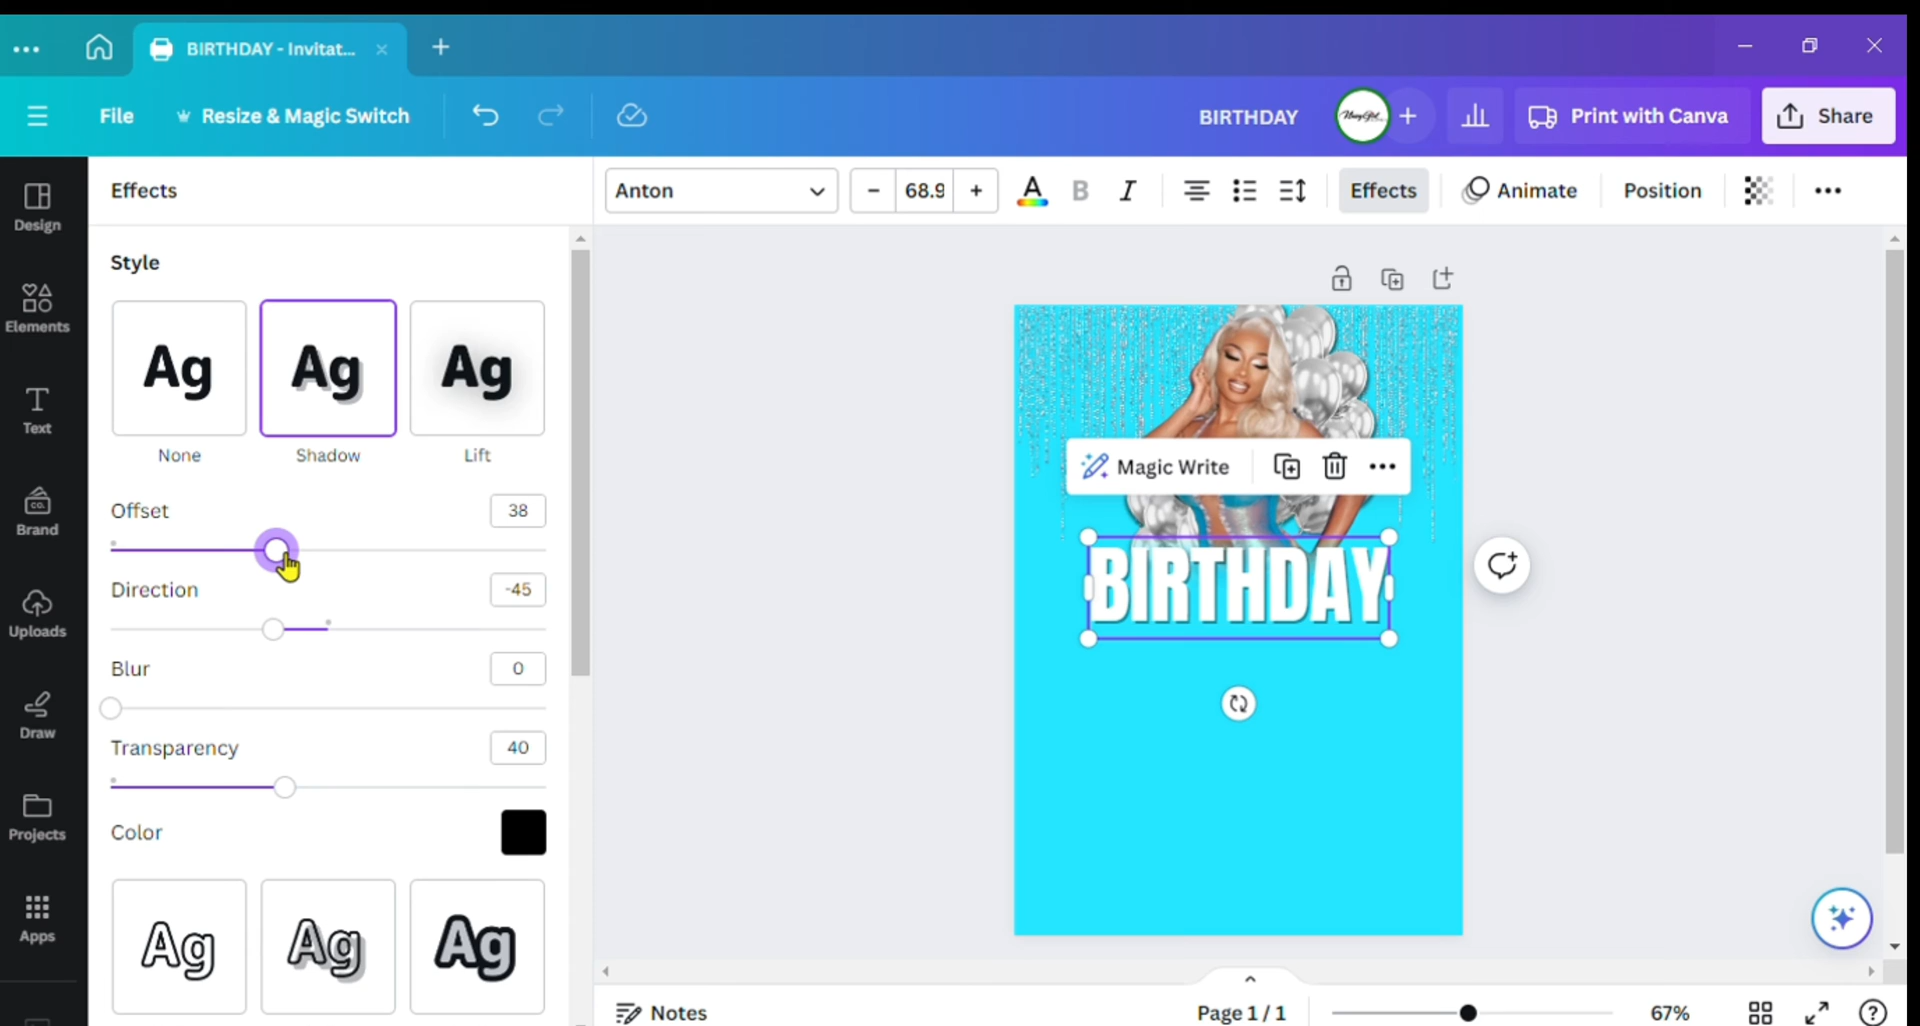 BIRTHDAY - Invitat...
File
Resize & Magic Switch
BIRTHDAY
Print with Canva
Share
Design
Elements
Text
Brand
CO.
Uploads
Draw
Projects
Apps
Effects
Style
Ag
Ag
Ag
None
Shadow
Lift
Offset
38
Direction
-45
Blur
0
Transparency
40
Color
Ag
Ag
Ag
Anton
68.9
A
B
I
Effects
Animate
Position
Magic Write
BIRTHDAY
Notes
Page 1 / 1
67%